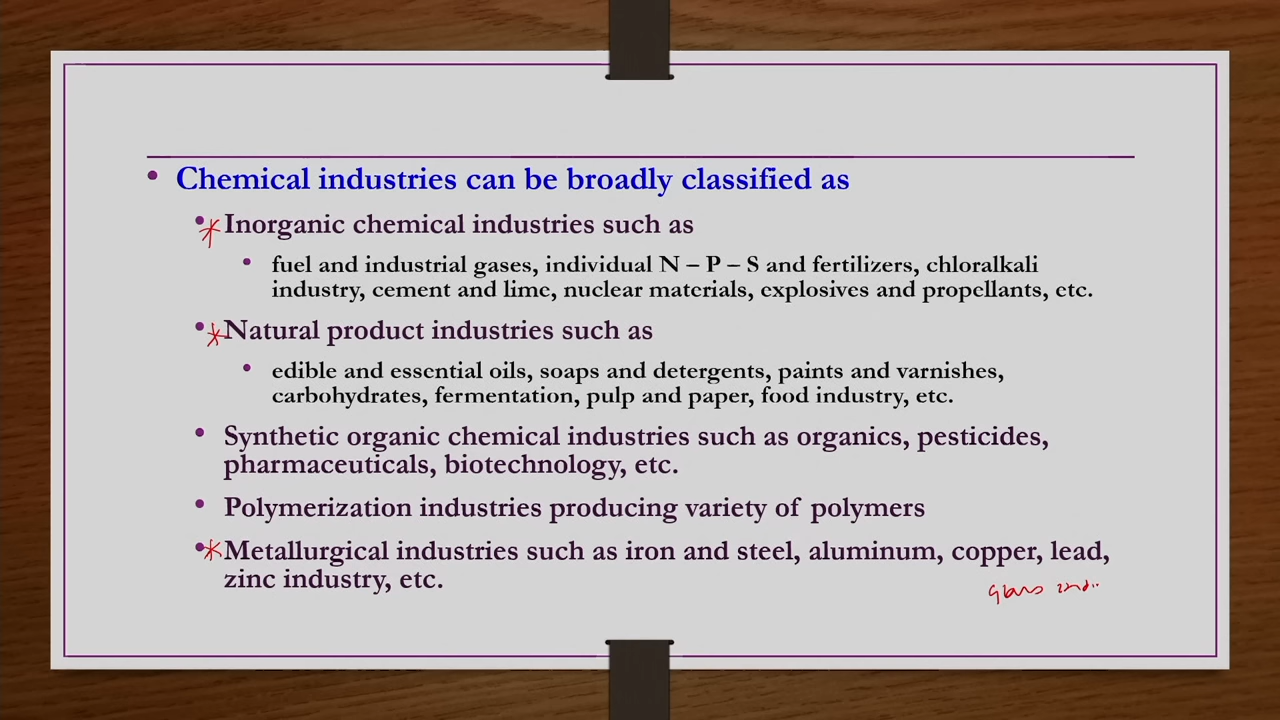 • Chemical industries can be broadly classified as
• Inorganic chemical industries such as
• fuel and industrial gases, individual N – P – S and fertilizers, chloralkali
industry, cement and lime, nuclear materials, explosives and propellants, etc.
• Natural product industries such as
• edible and essential oils, soaps and detergents, paints and varnishes,
carbohydrates, fermentation, pulp and paper, food industry, etc.
• Synthetic organic chemical industries such as organics, pesticides,
pharmaceuticals, biotechnology, etc.
• Polymerization industries producing variety of polymers
• Metallurgical industries such as iron and steel, aluminum, copper, lead,
zinc industry, etc.
Glass